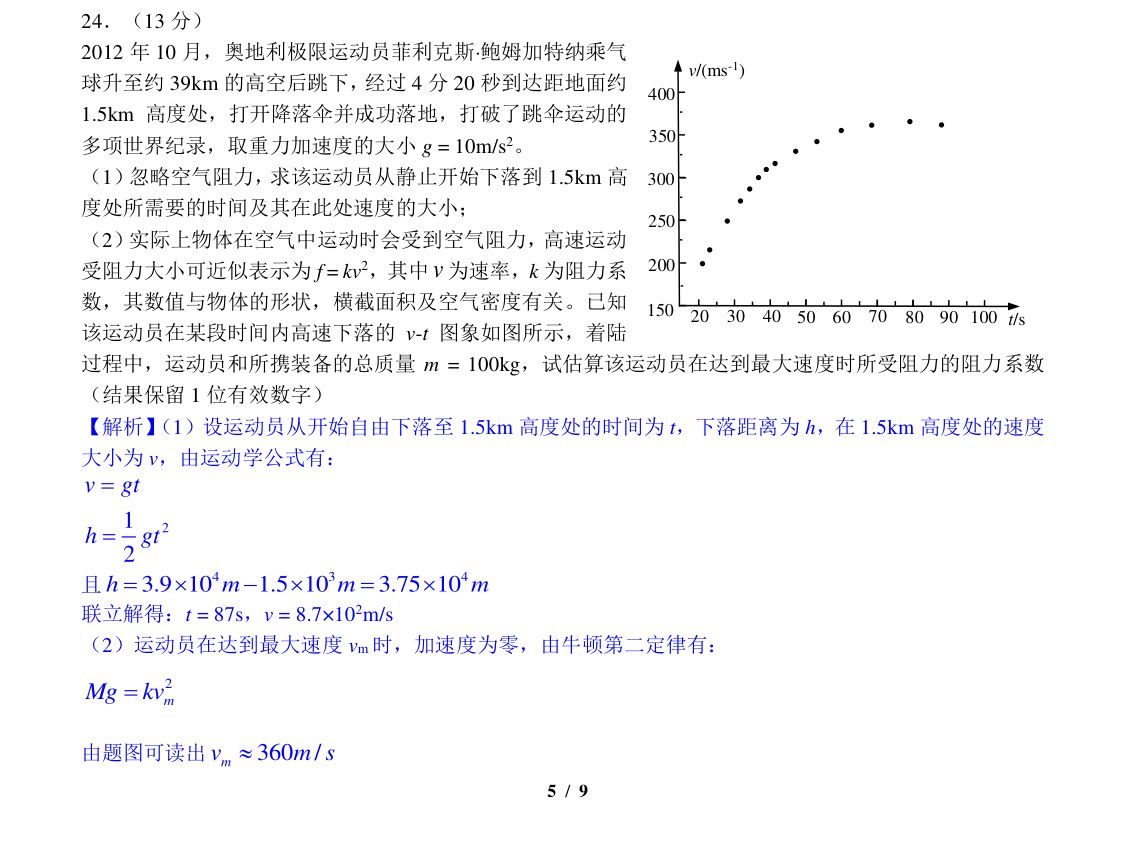 24．（13 分）
2012 年 10 月，奥地利极限运动员菲利克斯·鲍姆加特纳乘气
球升至约 39km 的高空后跳下，经过 4 分 20 秒到达距地面约
1.5km 高度处，打开降落伞并成功落地，打破了跳伞运动的
多项世界纪录，取重力加速度的大小 g = 10m/s²。
（1）忽略空气阻力，求该运动员从静止开始下落到 1.5km 高
度处所需要的时间及其在此处速度的大小；
（2）实际上物体在空气中运动时会受到空气阻力，高速运动
受阻力大小可近似表示为 f = kv²，其中 v 为速率，k 为阻力系
数，其数值与物体的形状，横截面积及空气密度有关。已知
该运动员在某段时间内高速下落的 v-t 图象如图所示，着陆
过程中，运动员和所携装备的总质量 m = 100kg，试估算该运动员在达到最大速度时所受阻力的阻力系数
（结果保留 1 位有效数字）
v/(ms⁻¹)
400
350
300
250
200
150
20 30 40 50 60 70 80 90 100 t/s
【解析】（1）设运动员从开始自由下落至 1.5km 高度处的时间为 t，下落距离为 h，在 1.5km 高度处的速度
大小为 v，由运动学公式有：
v = gt
h = 1/2 gt²
且 h = 3.9×10⁴m−1.5×10³m = 3.75×10⁴m
联立解得：t = 87s，v = 8.7×10²m/s
（2）运动员在达到最大速度 vₘ 时，加速度为零，由牛顿第二定律有：
Mg = kvₘ²
由题图可读出 vₘ ≈ 360m / s
5 / 9